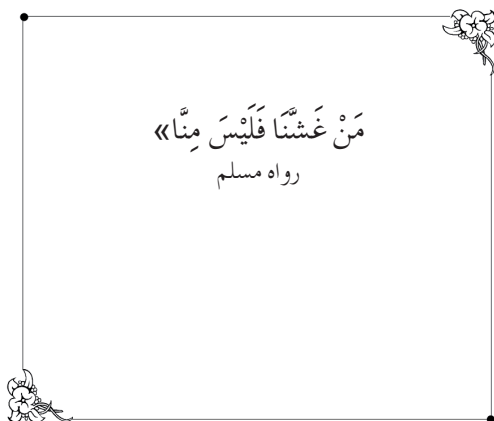 مَنْ غَشَّنَا فَلَيْسَ مِنَّا»
رواه مسلم